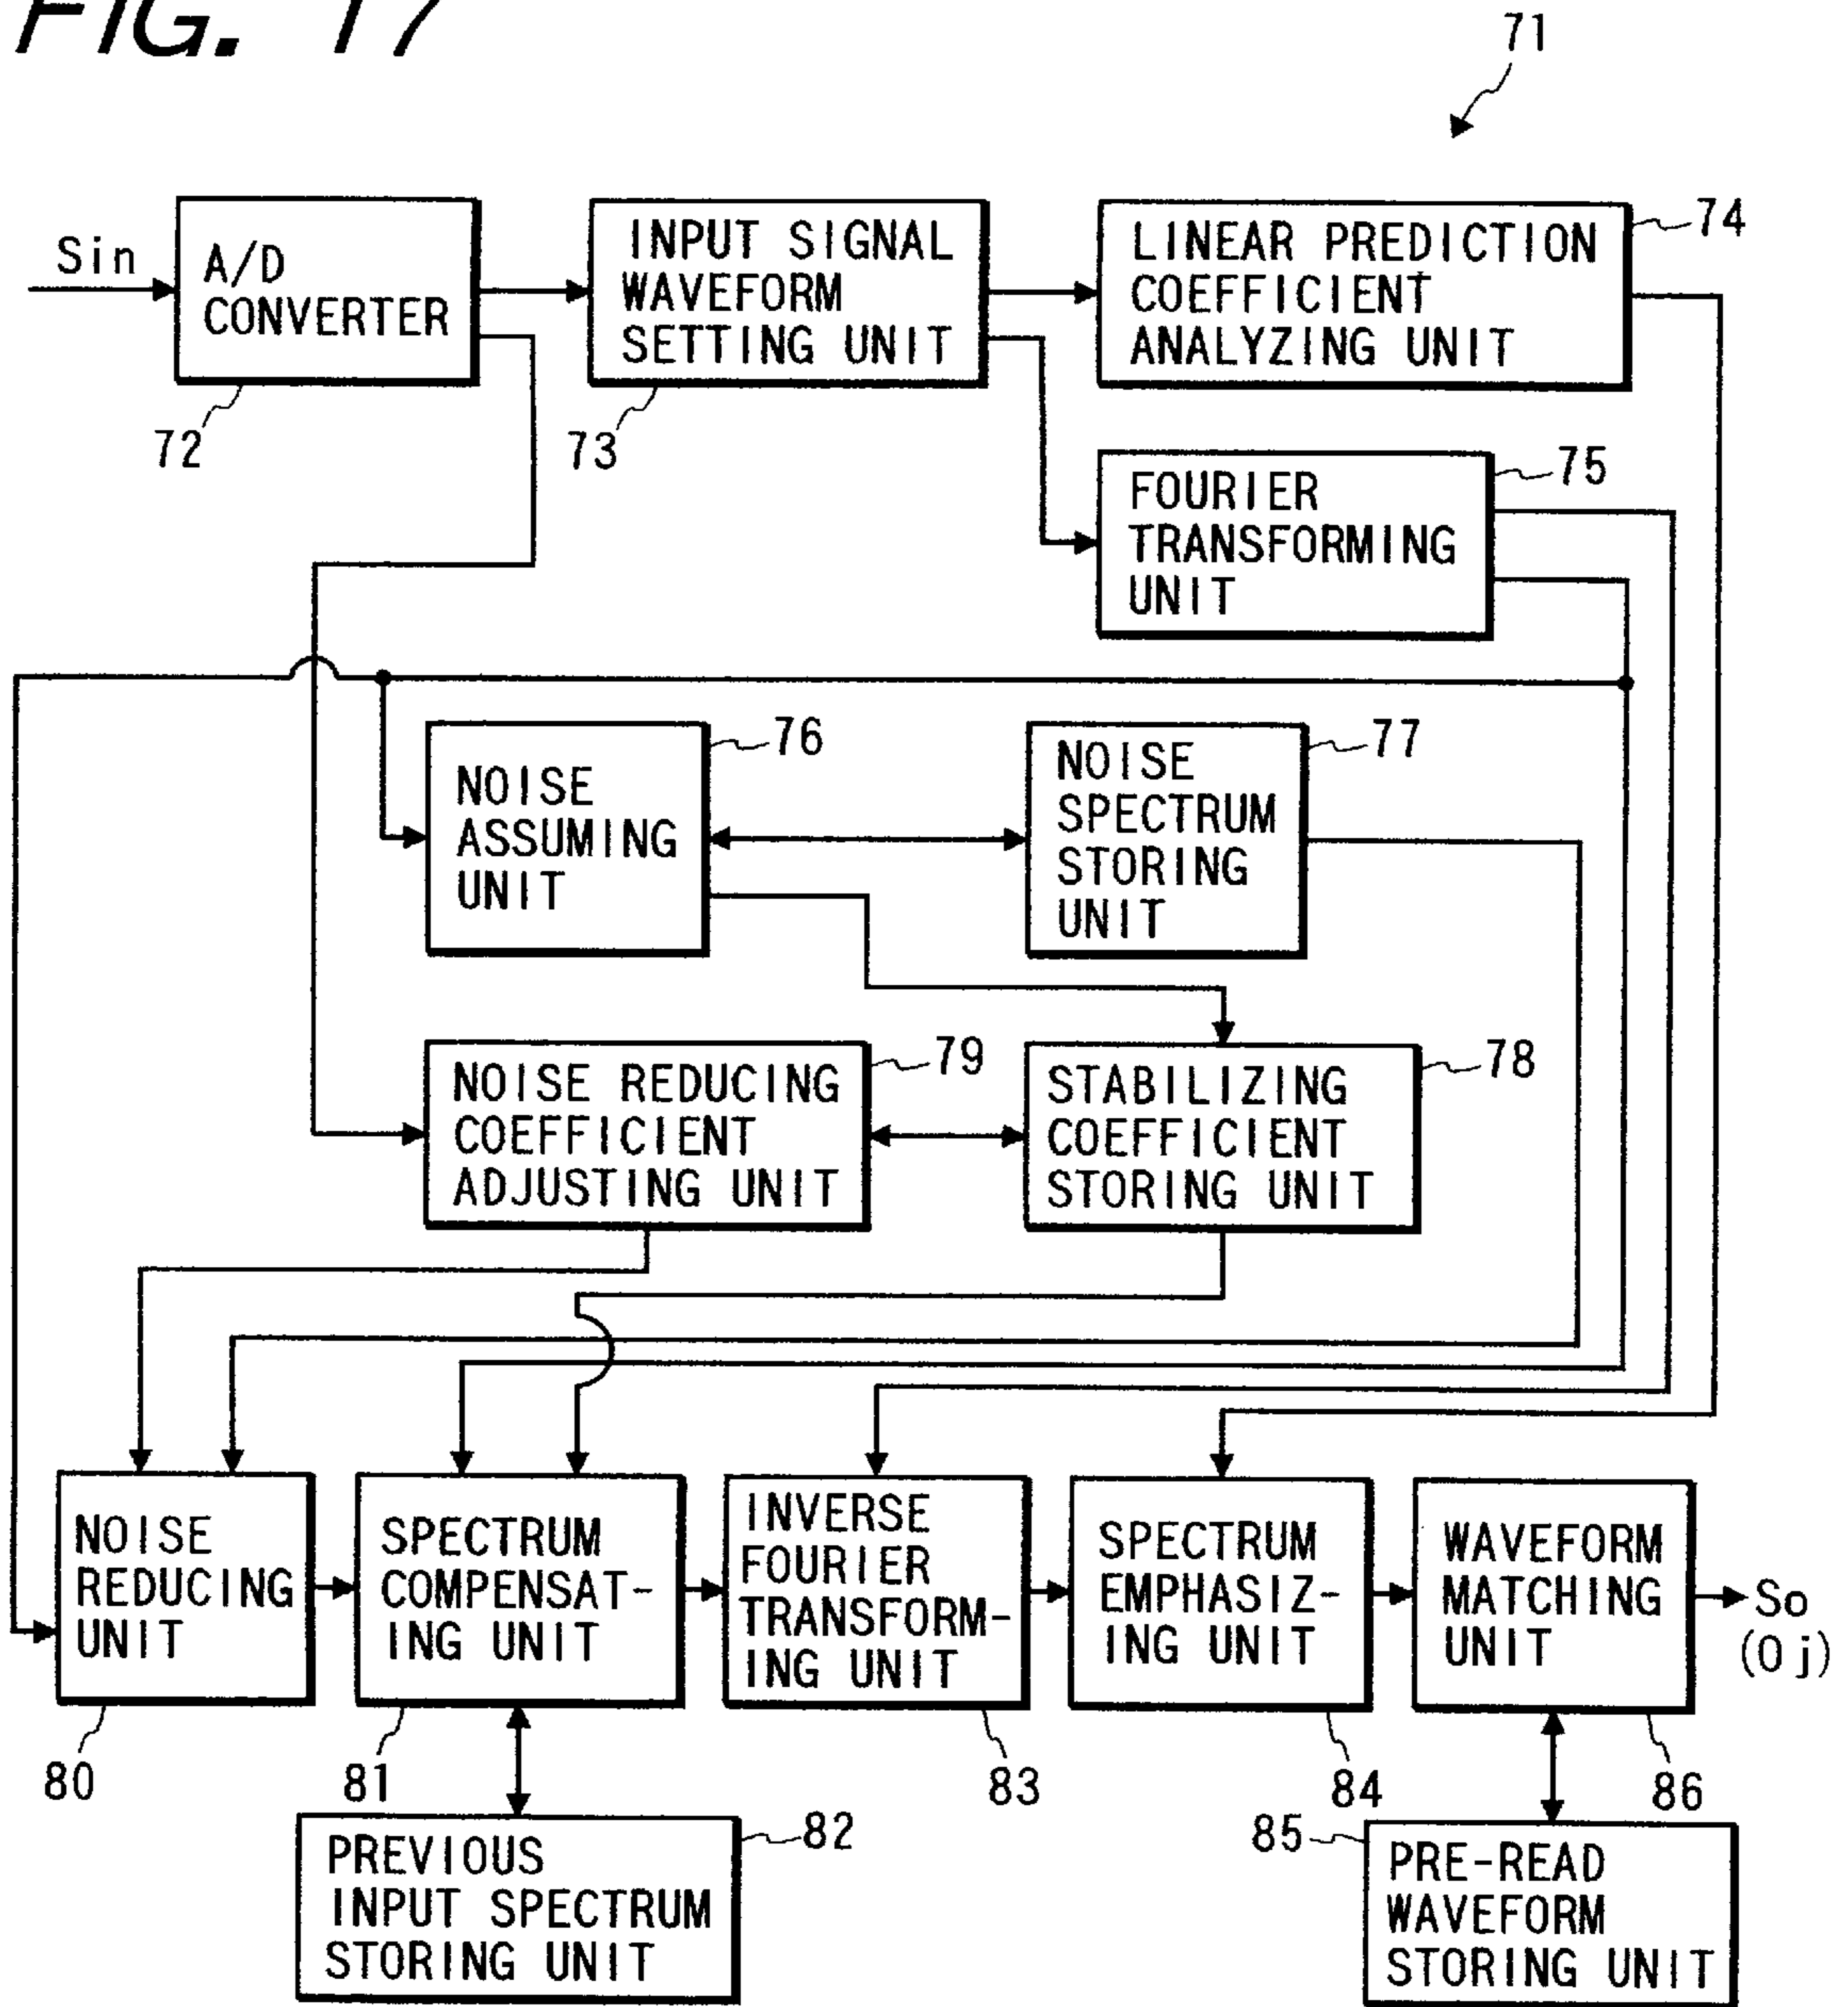 FIG. 17
71
Sin
A/D
CONVERTER
72
INPUT SIGNAL
WAVEFORM
SETTING UNIT
73
LINEAR PREDICTION
COEFFICIENT
ANALYZING UNIT
74
FOURIER
TRANSFORMING
UNIT
75
NOISE
ASSUMING
UNIT
76
NOISE
SPECTRUM
STORING
UNIT
77
NOISE REDUCING
COEFFICIENT
ADJUSTING UNIT
79
STABILIZING
COEFFICIENT
STORING UNIT
78
NOISE
REDUCING
UNIT
80
SPECTRUM
COMPENSAT-
ING UNIT
81
INVERSE
FOURIER
TRANSFORM-
ING UNIT
83
SPECTRUM
EMPHASIZ-
ING UNIT
84
WAVEFORM
MATCHING
UNIT
86
So
(Oj)
PREVIOUS
INPUT SPECTRUM
STORING UNIT
82
85
PRE-READ
WAVEFORM
STORING UNIT